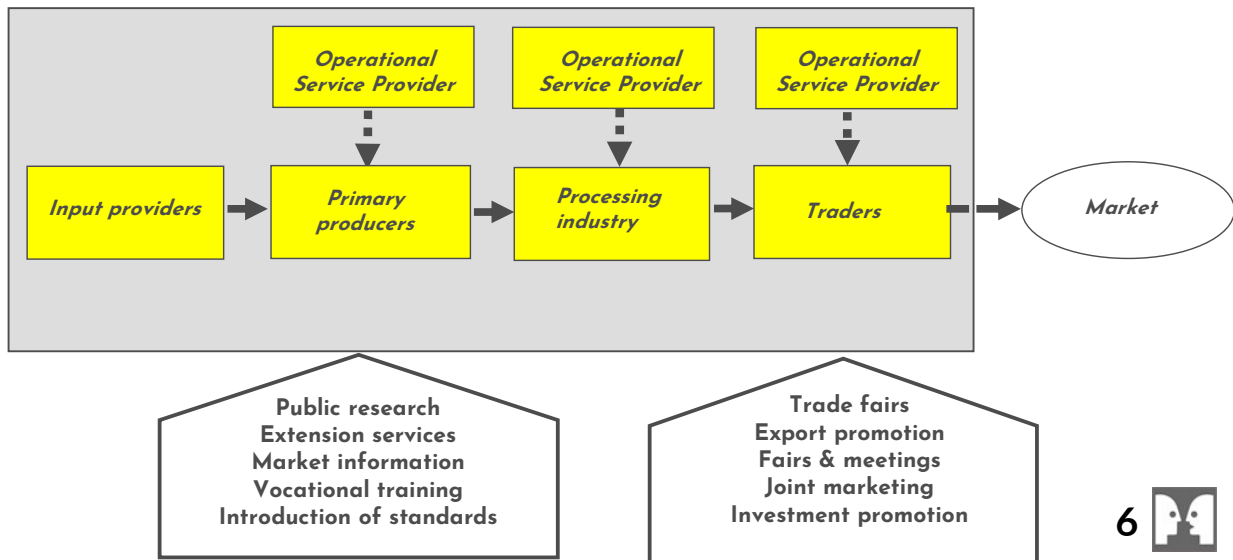 Operational
Service Provider
Operational
Service Provider
Operational
Service Provider
Input providers
Primary
producers
Processing
industry
Traders
Market
Public research
Extension services
Market information
Vocational training
Introduction of standards
Trade fairs
Export promotion
Fairs & meetings
Joint marketing
Investment promotion
6